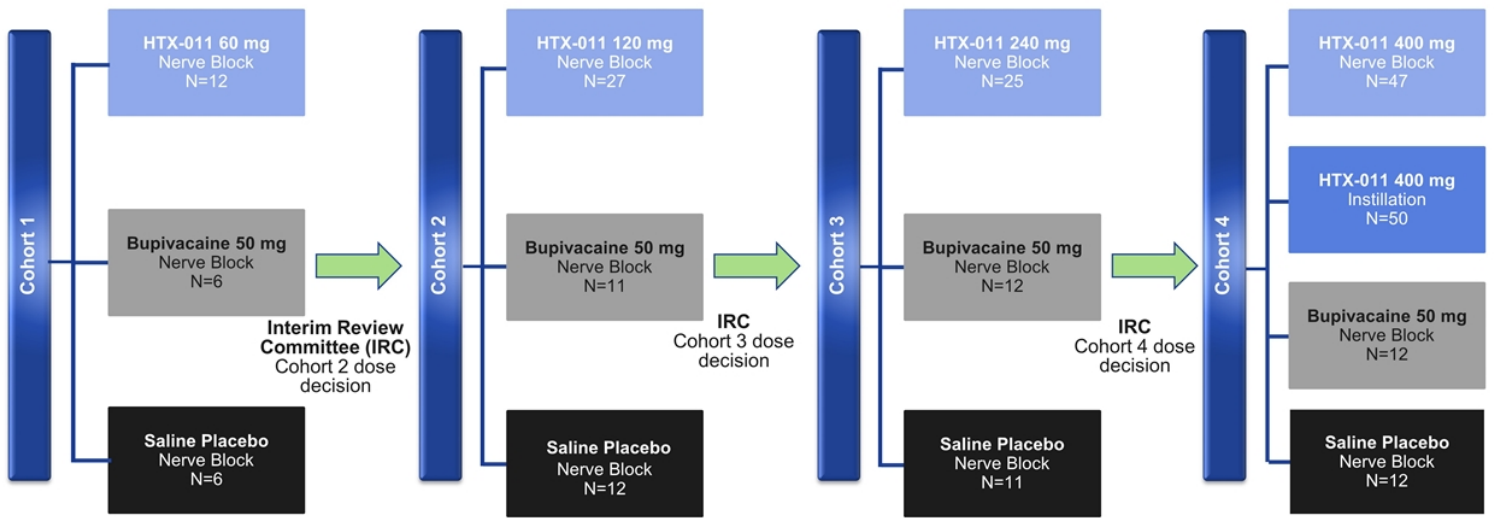 Cohort 1
HTX-011 60 mg
Nerve Block
N=12
Bupivacaine 50 mg
Nerve Block
N=6
Saline Placebo
Nerve Block
N=6
Interim Review
Committee (IRC)
Cohort 2 dose
decision
Cohort 2
HTX-011 120 mg
Nerve Block
N=27
Bupivacaine 50 mg
Nerve Block
N=11
Saline Placebo
Nerve Block
N=12
IRC
Cohort 3 dose
decision
Cohort 3
HTX-011 240 mg
Nerve Block
N=25
Bupivacaine 50 mg
Nerve Block
N=12
Saline Placebo
Nerve Block
N=11
IRC
Cohort 4 dose
decision
Cohort 4
HTX-011 400 mg
Nerve Block
N=47
HTX-011 400 mg
Instillation
N=50
Bupivacaine 50 mg
Nerve Block
N=12
Saline Placebo
Nerve Block
N=12